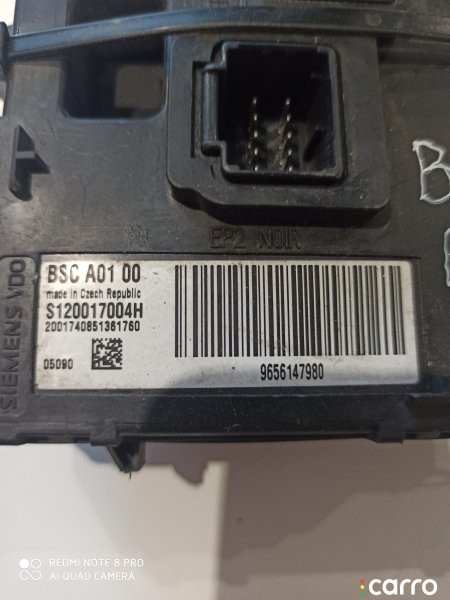 EP2 NOIR
B
SIEMENS VDO
BSC A01 00
made in Czech Republic
S120017004H
2001740851361760
05090
9656147980
REDMI NOTE 8 PRO
AI QUAD CAMERA
carro